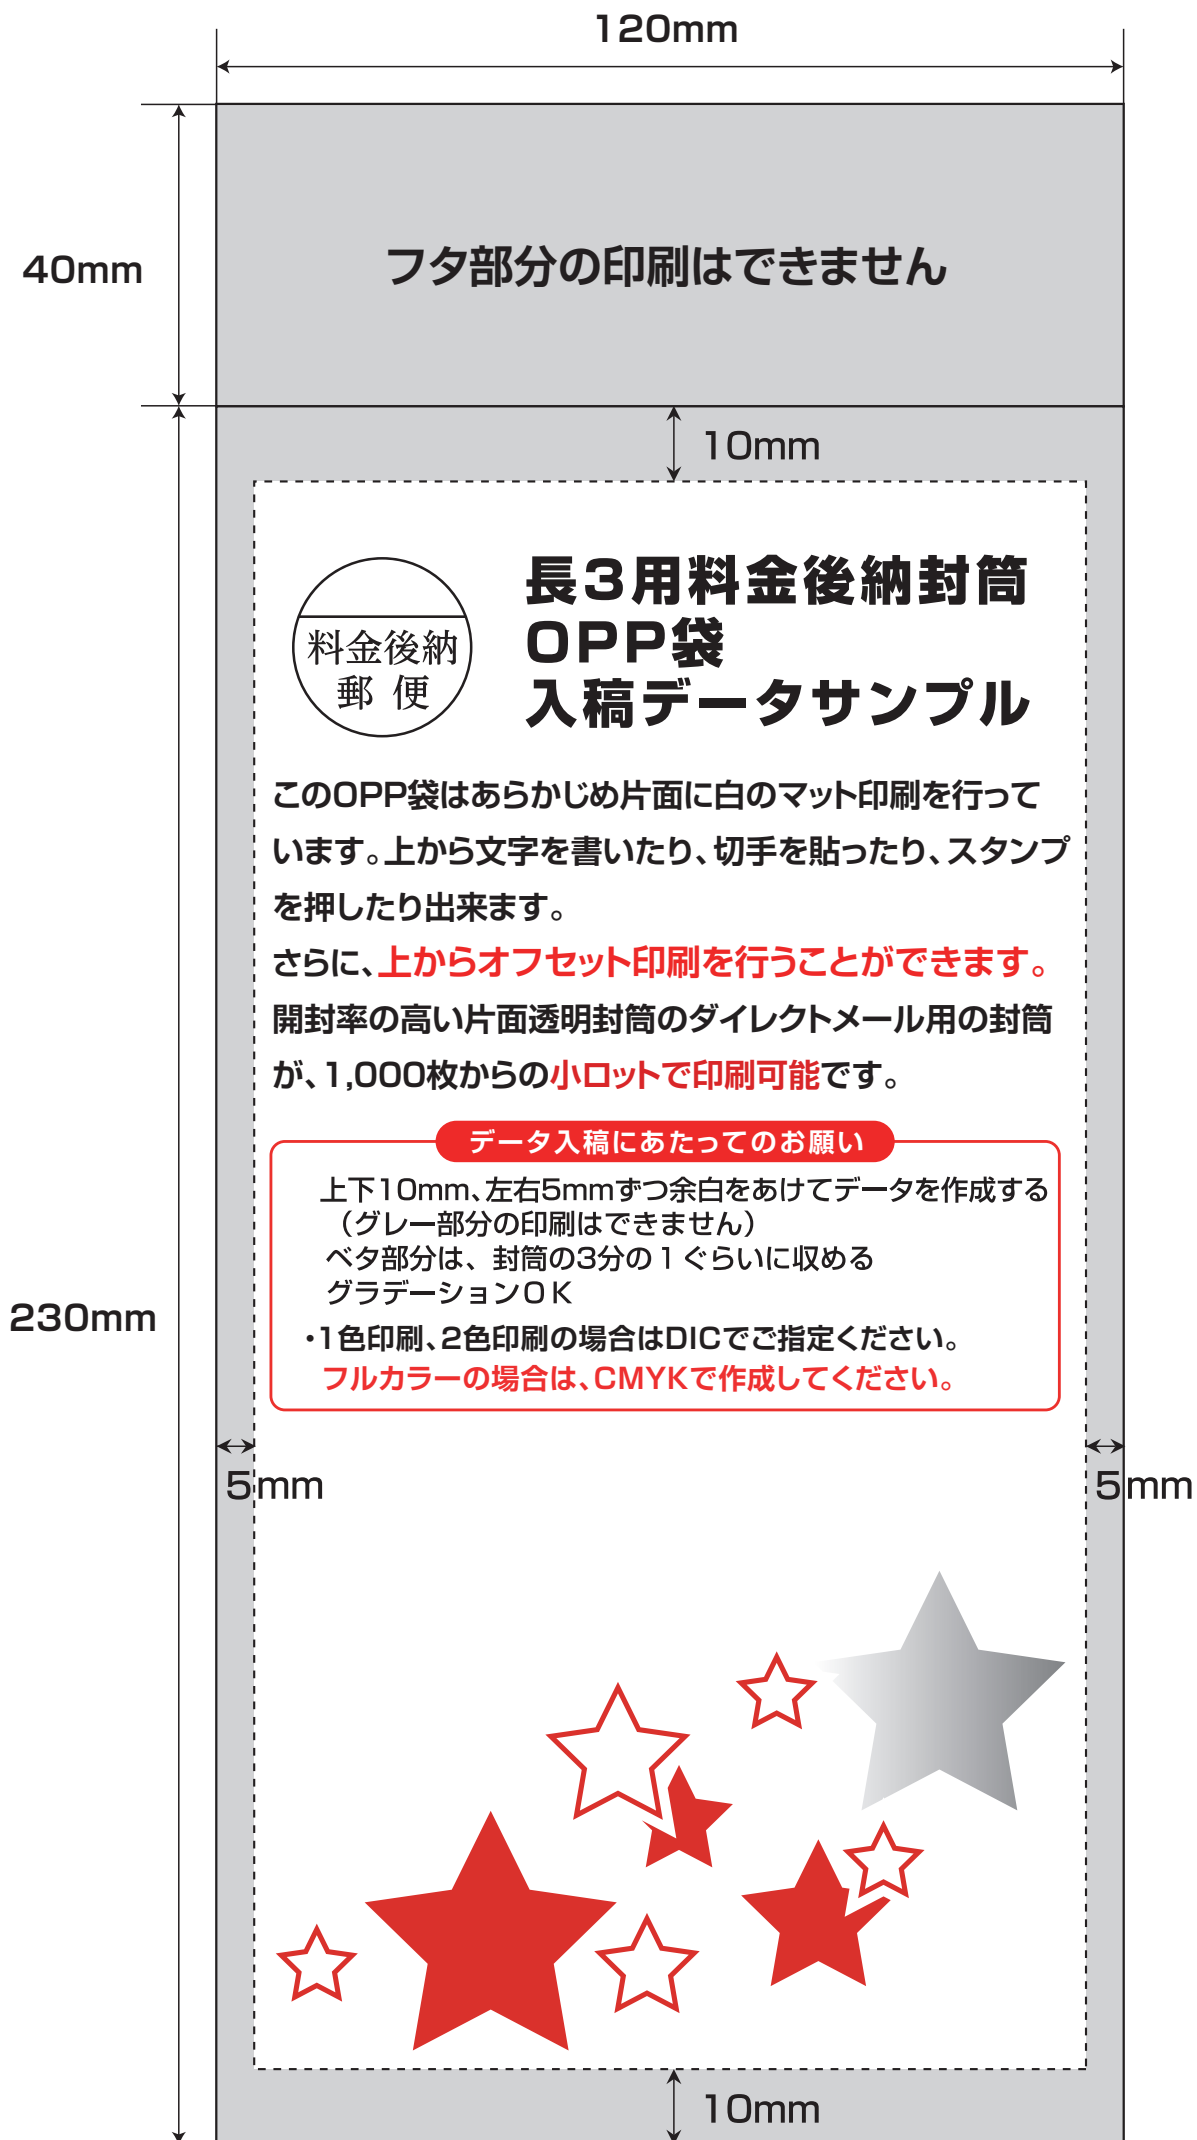 120mm
40mm
フタ部分の印刷はできません
10mm
料金後納
郵便
長3用料金後納封筒
OPP袋
入稿データサンプル
このOPP袋はあらかじめ片面に白のマット印刷を行って
います。上から文字を書いたり、切手を貼ったり、スタンプ
を押したり出来ます。
さらに、上からオフセット印刷を行うことができます。
開封率の高い片面透明封筒のダイレクトメール用の封筒
が、1,000枚からの小ロットで印刷可能です。
データ入稿にあたってのお願い
上下10mm、左右5mmずつ余白をあけてデータを作成する
（グレー部分の印刷はできません）
ベタ部分は、封筒の3分の１ぐらいに収める
グラデーションＯＫ
・1色印刷、2色印刷の場合はDICでご指定ください。
フルカラーの場合は、CMYKで作成してください。
230mm
5mm
5mm
10mm